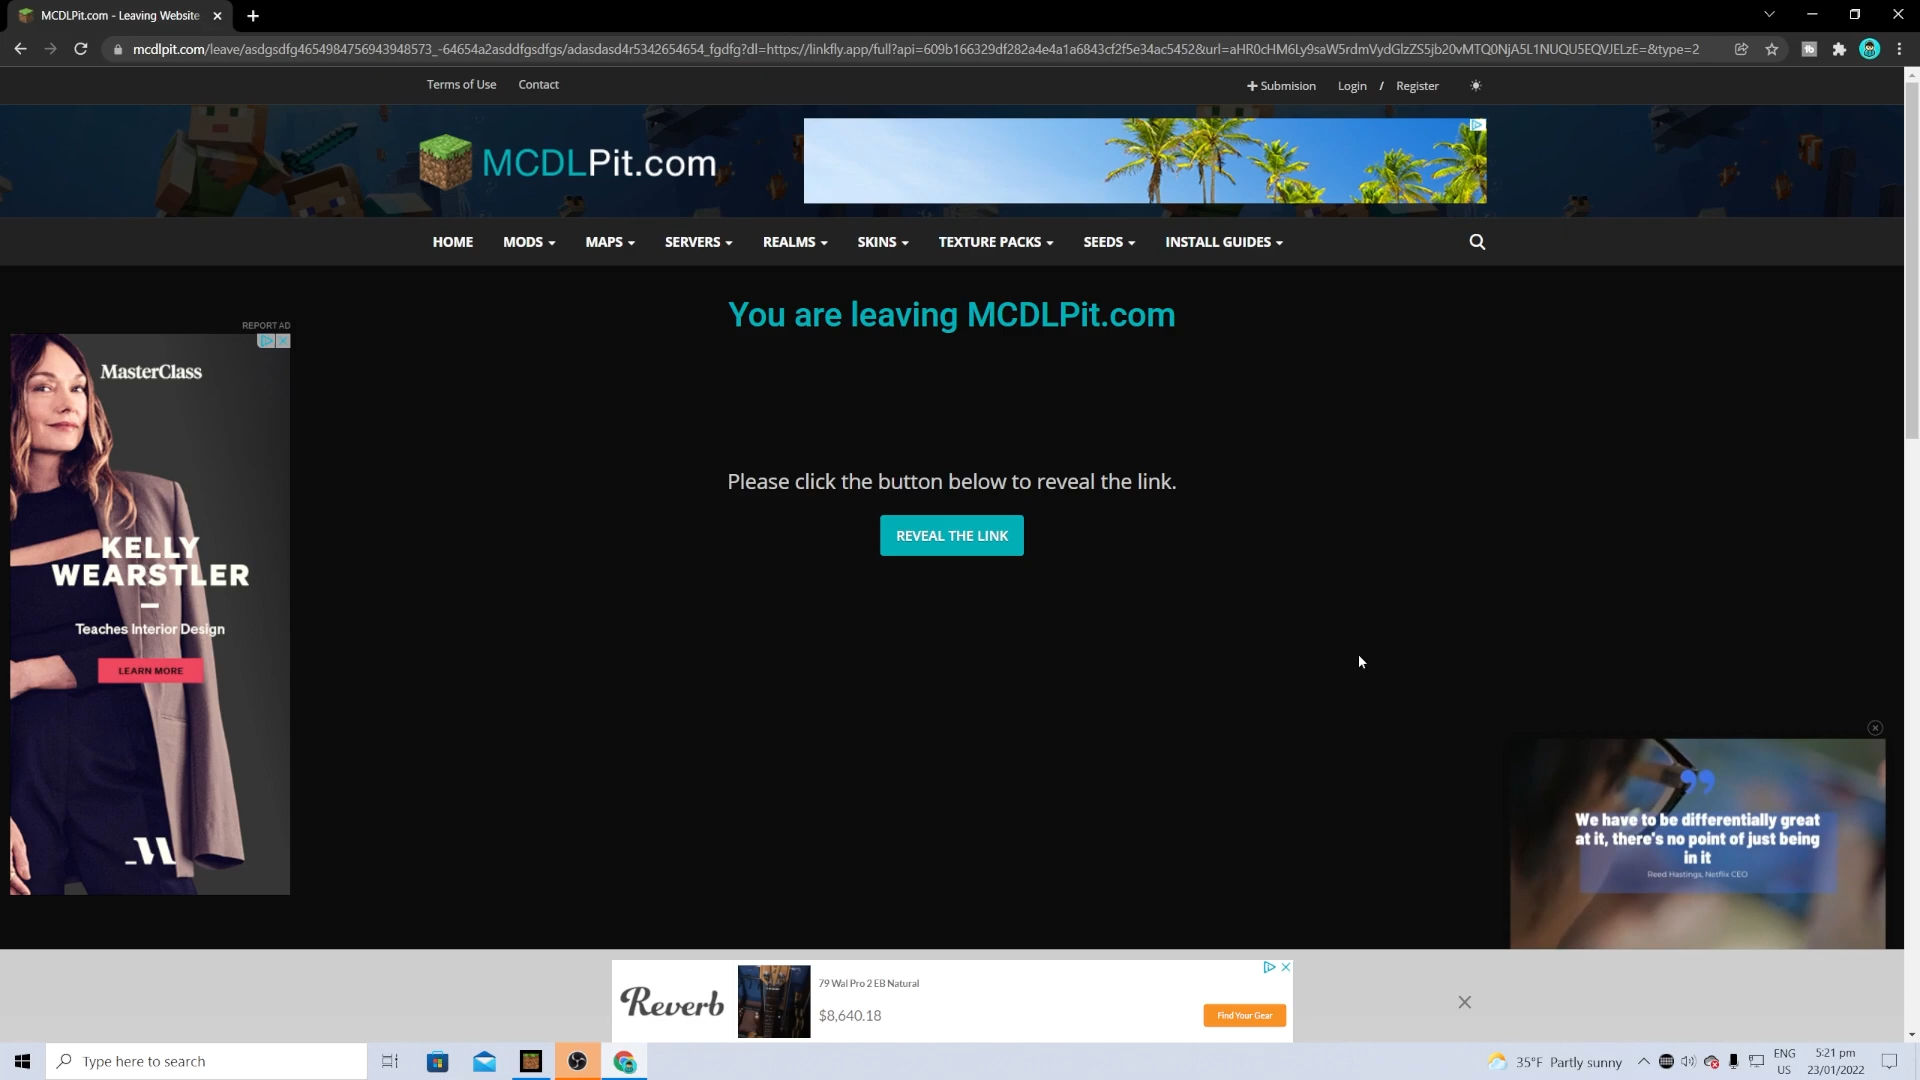 MCDLPit.com - Leaving Website
mcdlpit.com/leave/asdgsdfg4654984756943948573_-64654a2asddfgsdfgs/adasdasd4r5342654654_fgdfg?dl=https://linkfly.app/full?api=609b166329df282a4e4a1a6843cf2f5e34ac5452&url=aHR0cHM6Ly9saW5rdmVydGlzZS5jb20vMTQ0NjA5L1NUQU5EQVJELzE=&type=2
Terms of Use Contact
Submision Login / Register
MCDLPit.com
HOME MODS MAPS SERVERS REALMS SKINS TEXTURE PACKS SEEDS INSTALL GUIDES
You are leaving MCDLPit.com
REPORT AD
MasterClass
KELLY
WEARSTLER
Teaches Interior Design
LEARN MORE
Please click the button below to reveal the link.
REVEAL THE LINK
We have to be differentially great
at it, there's no point of just being
in it
Reed Hastings, Netflix CEO
Reverb
79 Wal Pro 2 EB Natural
$8,640.18
Find Your Gear
Type here to search
35°F Partly sunny
ENG
US
5:21 pm
23/01/2022